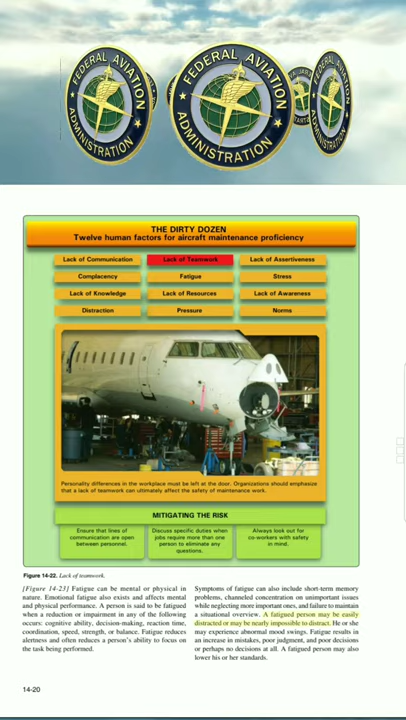 FEDERAL AVIATION
ADMINISTRATION
FEDERAL AVIATION
ADMINISTRATION
FEDERAL AVIATION
ADMINISTRATION
THE DIRTY DOZEN
Twelve human factors for aircraft maintenance proficiency
Lack of Communication
Lack of Teamwork
Lack of Assertiveness
Complacency
Fatigue
Stress
Lack of Knowledge
Lack of Resources
Lack of Awareness
Distraction
Pressure
Norms
Personality differences in the workplace must be left at the door. Organizations should emphasize
that a lack of teamwork can ultimately affect the safety of maintenance work.
MITIGATING THE RISK
Ensure that lines of
communication are open
between personnel.
Discuss specific duties when
jobs require more than one
person to eliminate any
questions.
Always look out for
co-workers with safety
in mind.
Figure 14-22. Lack of teamwork.
[Figure 14-23] Fatigue can be mental or physical in
nature. Emotional fatigue also exists and affects mental
and physical performance. A person is said to be fatigued
when a reduction or impairment in any of the following
occurs: cognitive ability, decision-making, reaction time,
coordination, speed, strength, or balance. Fatigue reduces
alertness and often reduces a person's ability to focus on
the task being performed.
Symptoms of fatigue can also include short-term memory
problems, channeled concentration on unimportant issues
while neglecting more important ones, and failure to maintain
a situational overview. A fatigued person may be easily
distracted or may be nearly impossible to distract. He or she
may experience abnormal mood swings. Fatigue results in
an increase in mistakes, poor judgment, and poor decisions
or perhaps no decisions at all. A fatigued person may also
lower his or her standards.
14-20